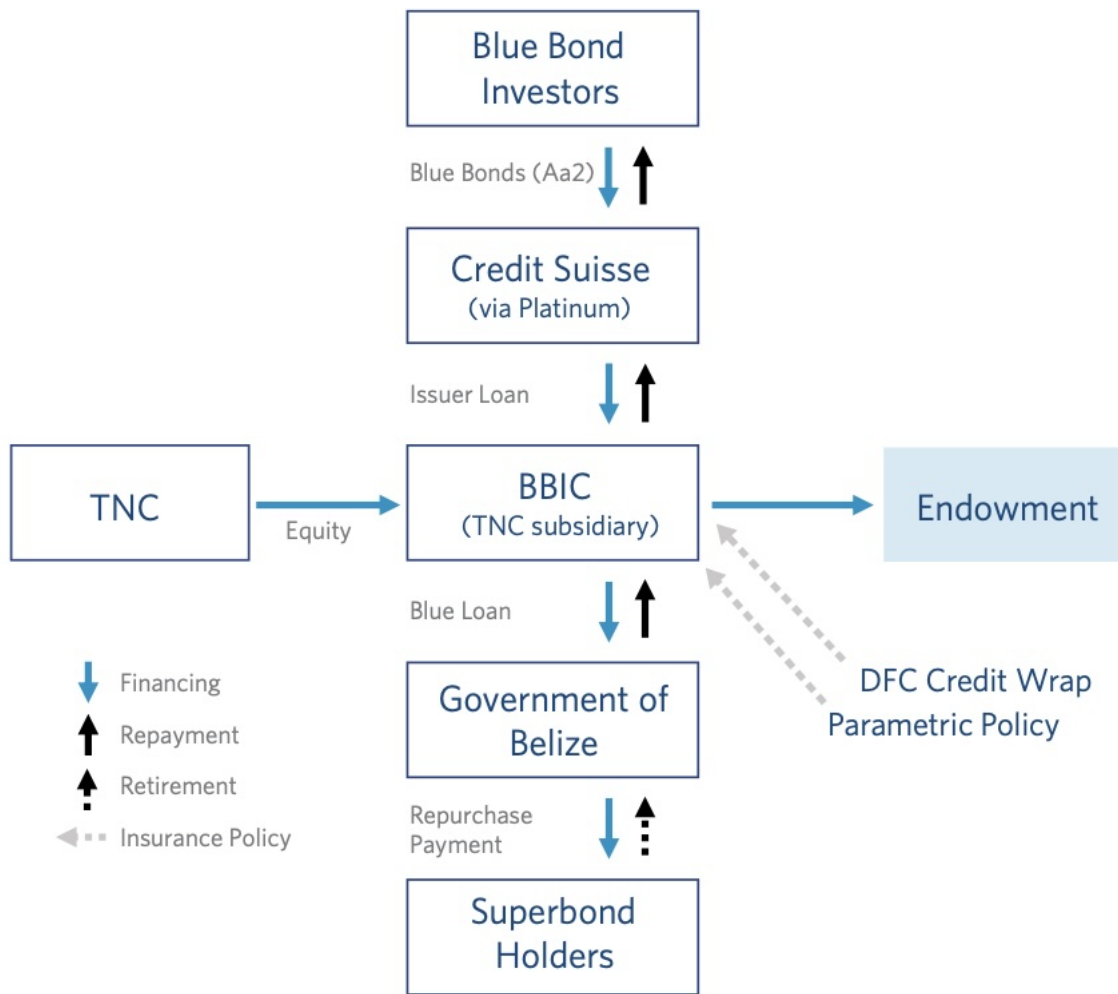 Blue Bond
Investors
Blue Bonds (Aa2)
Credit Suisse
(via Platinum)
Issuer Loan
TNC
Equity
BBIC
(TNC subsidiary)
Endowment
Blue Loan
DFC Credit Wrap
Parametric Policy
Financing
Repayment
Retirement
Insurance Policy
Government of
Belize
Repurchase
Payment
Superbond
Holders